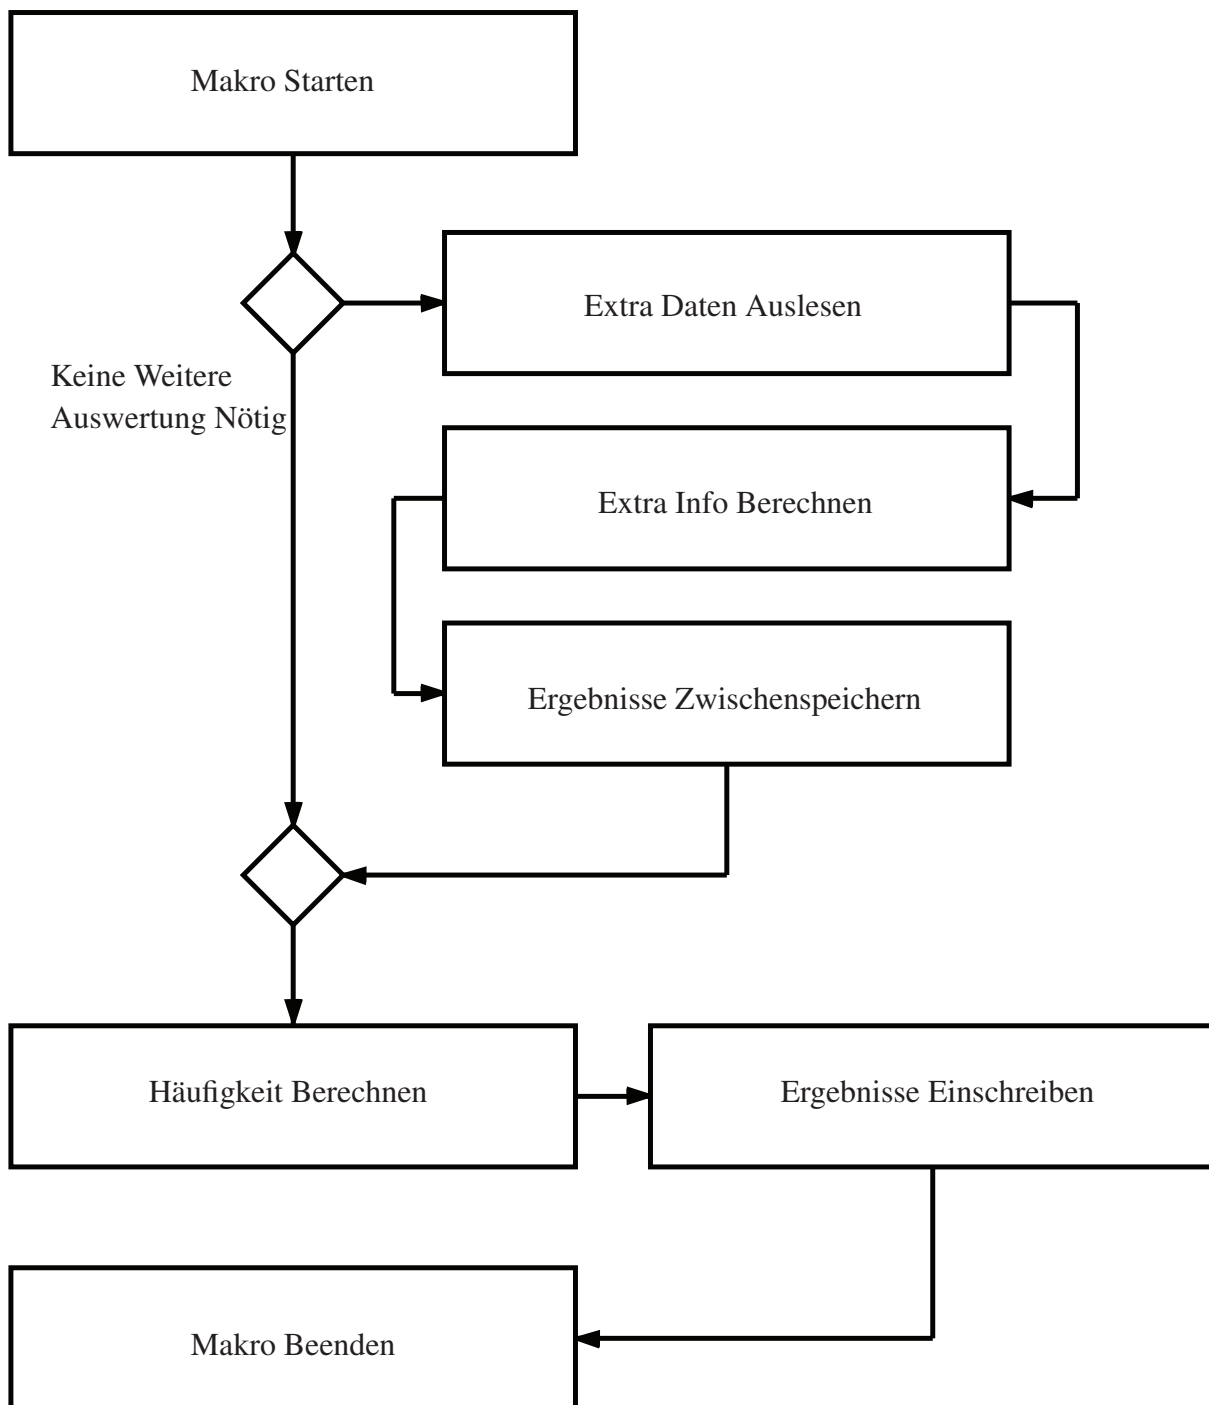 Makro Starten
Extra Daten Auslesen
Keine Weitere
Auswertung Nötig
Extra Info Berechnen
Ergebnisse Zwischenspeichern
Häufigkeit Berechnen
Ergebnisse Einschreiben
Makro Beenden